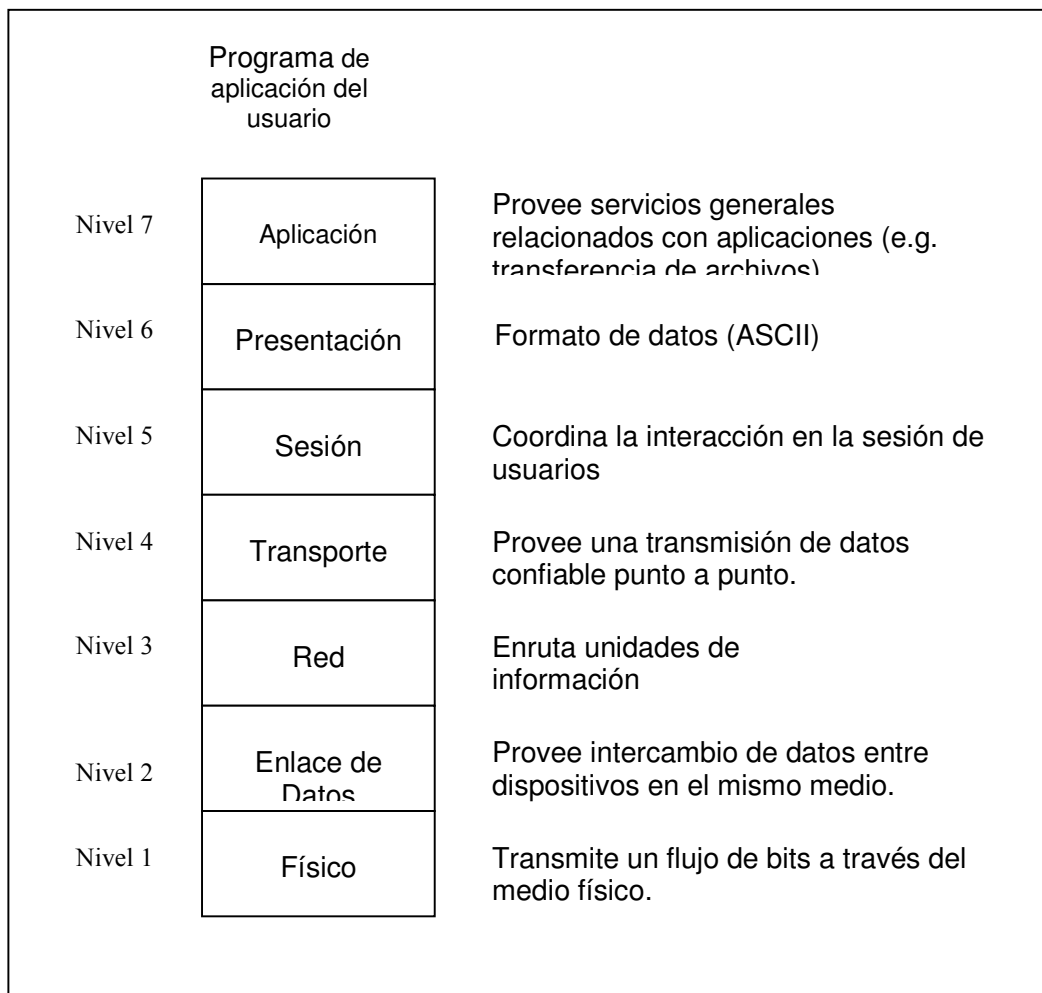 Programa de
aplicación del
usuario
Nivel 7
Aplicación
Provee servicios generales
relacionados con aplicaciones (e.g.
transferencia de archivos)
Nivel 6
Presentación
Formato de datos (ASCII)
Nivel 5
Sesión
Coordina la interacción en la sesión de
usuarios
Nivel 4
Transporte
Provee una transmisión de datos
confiable punto a punto.
Nivel 3
Red
Enruta unidades de
información
Nivel 2
Enlace de
Datos
Provee intercambio de datos entre
dispositivos en el mismo medio.
Nivel 1
Físico
Transmite un flujo de bits a través del
medio físico.